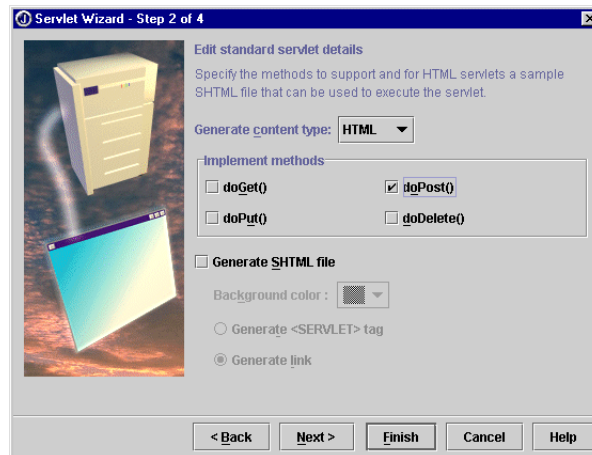 Servlet Wizard - Step 2 of 4
Edit standard servlet details
Specify the methods to support and for HTML servlets a sample
SHTML file that can be used to execute the servlet.
Generate content type: HTML
Implement methods
doGet() doPost()
doPut() doDelete()
Generate SHTML file
Background color :
Generate <SERVLET> tag
Generate link
< Back Next > Finish Cancel Help